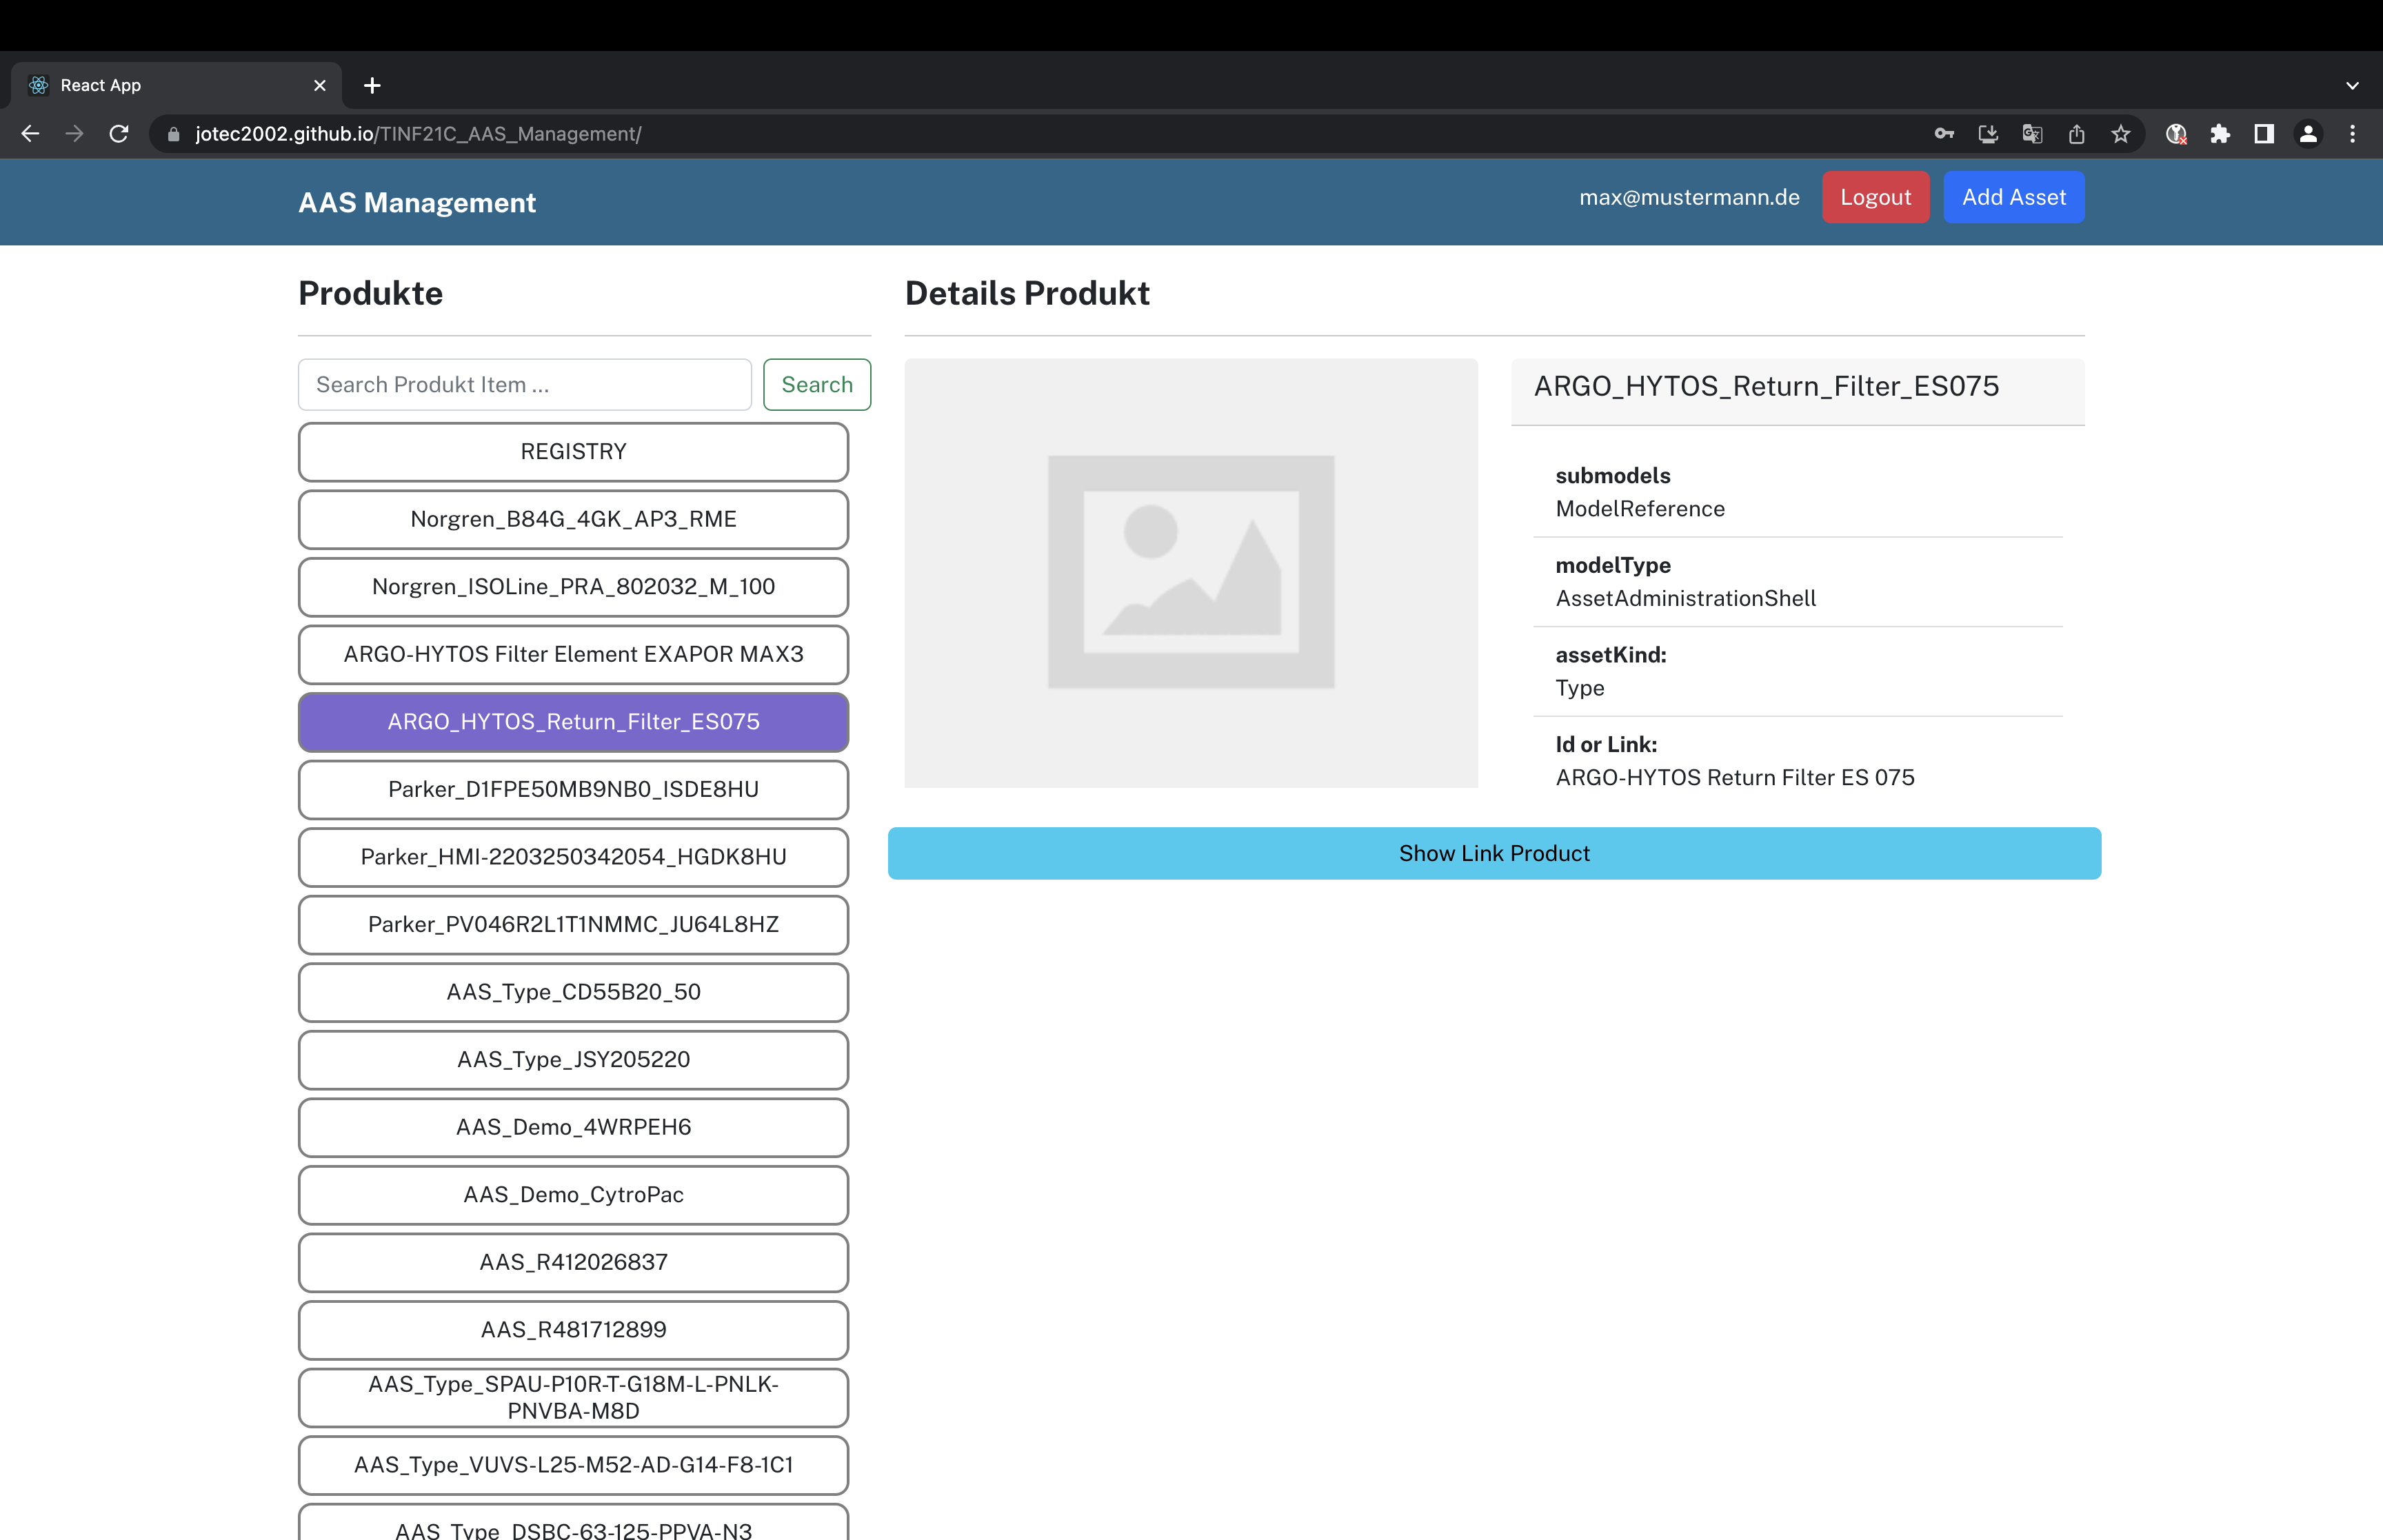 React App
jotec2002.github.io/TINF21C_AAS_Management/
AAS Management
max@mustermann.de
Logout
Add Asset
Produkte
Search Produkt Item ...
Search
REGISTRY
Norgren_B84G_4GK_AP3_RME
Norgren_ISOLine_PRA_802032_M_100
ARGO-HYTOS Filter Element EXAPOR MAX3
ARGO_HYTOS_Return_Filter_ES075
Parker_D1FPE50MB9NB0_ISDE8HU
Parker_HMI-2203250342054_HGDK8HU
Parker_PV046R2L1T1NMMC_JU64L8HZ
AAS_Type_CD55B20_50
AAS_Type_JSY205220
AAS_Demo_4WRPEH6
AAS_Demo_CytroPac
AAS_R412026837
AAS_R481712899
AAS_Type_SPAU-P10R-T-G18M-L-PNLK-
PNVBA-M8D
AAS_Type_VUVS-L25-M52-AD-G14-F8-1C1
AAS_Type_DSBC-63-125-PPVA-N3
Details Produkt
ARGO_HYTOS_Return_Filter_ES075
submodels
ModelReference
modelType
AssetAdministrationShell
assetKind:
Type
Id or Link:
ARGO-HYTOS Return Filter ES 075
Show Link Product